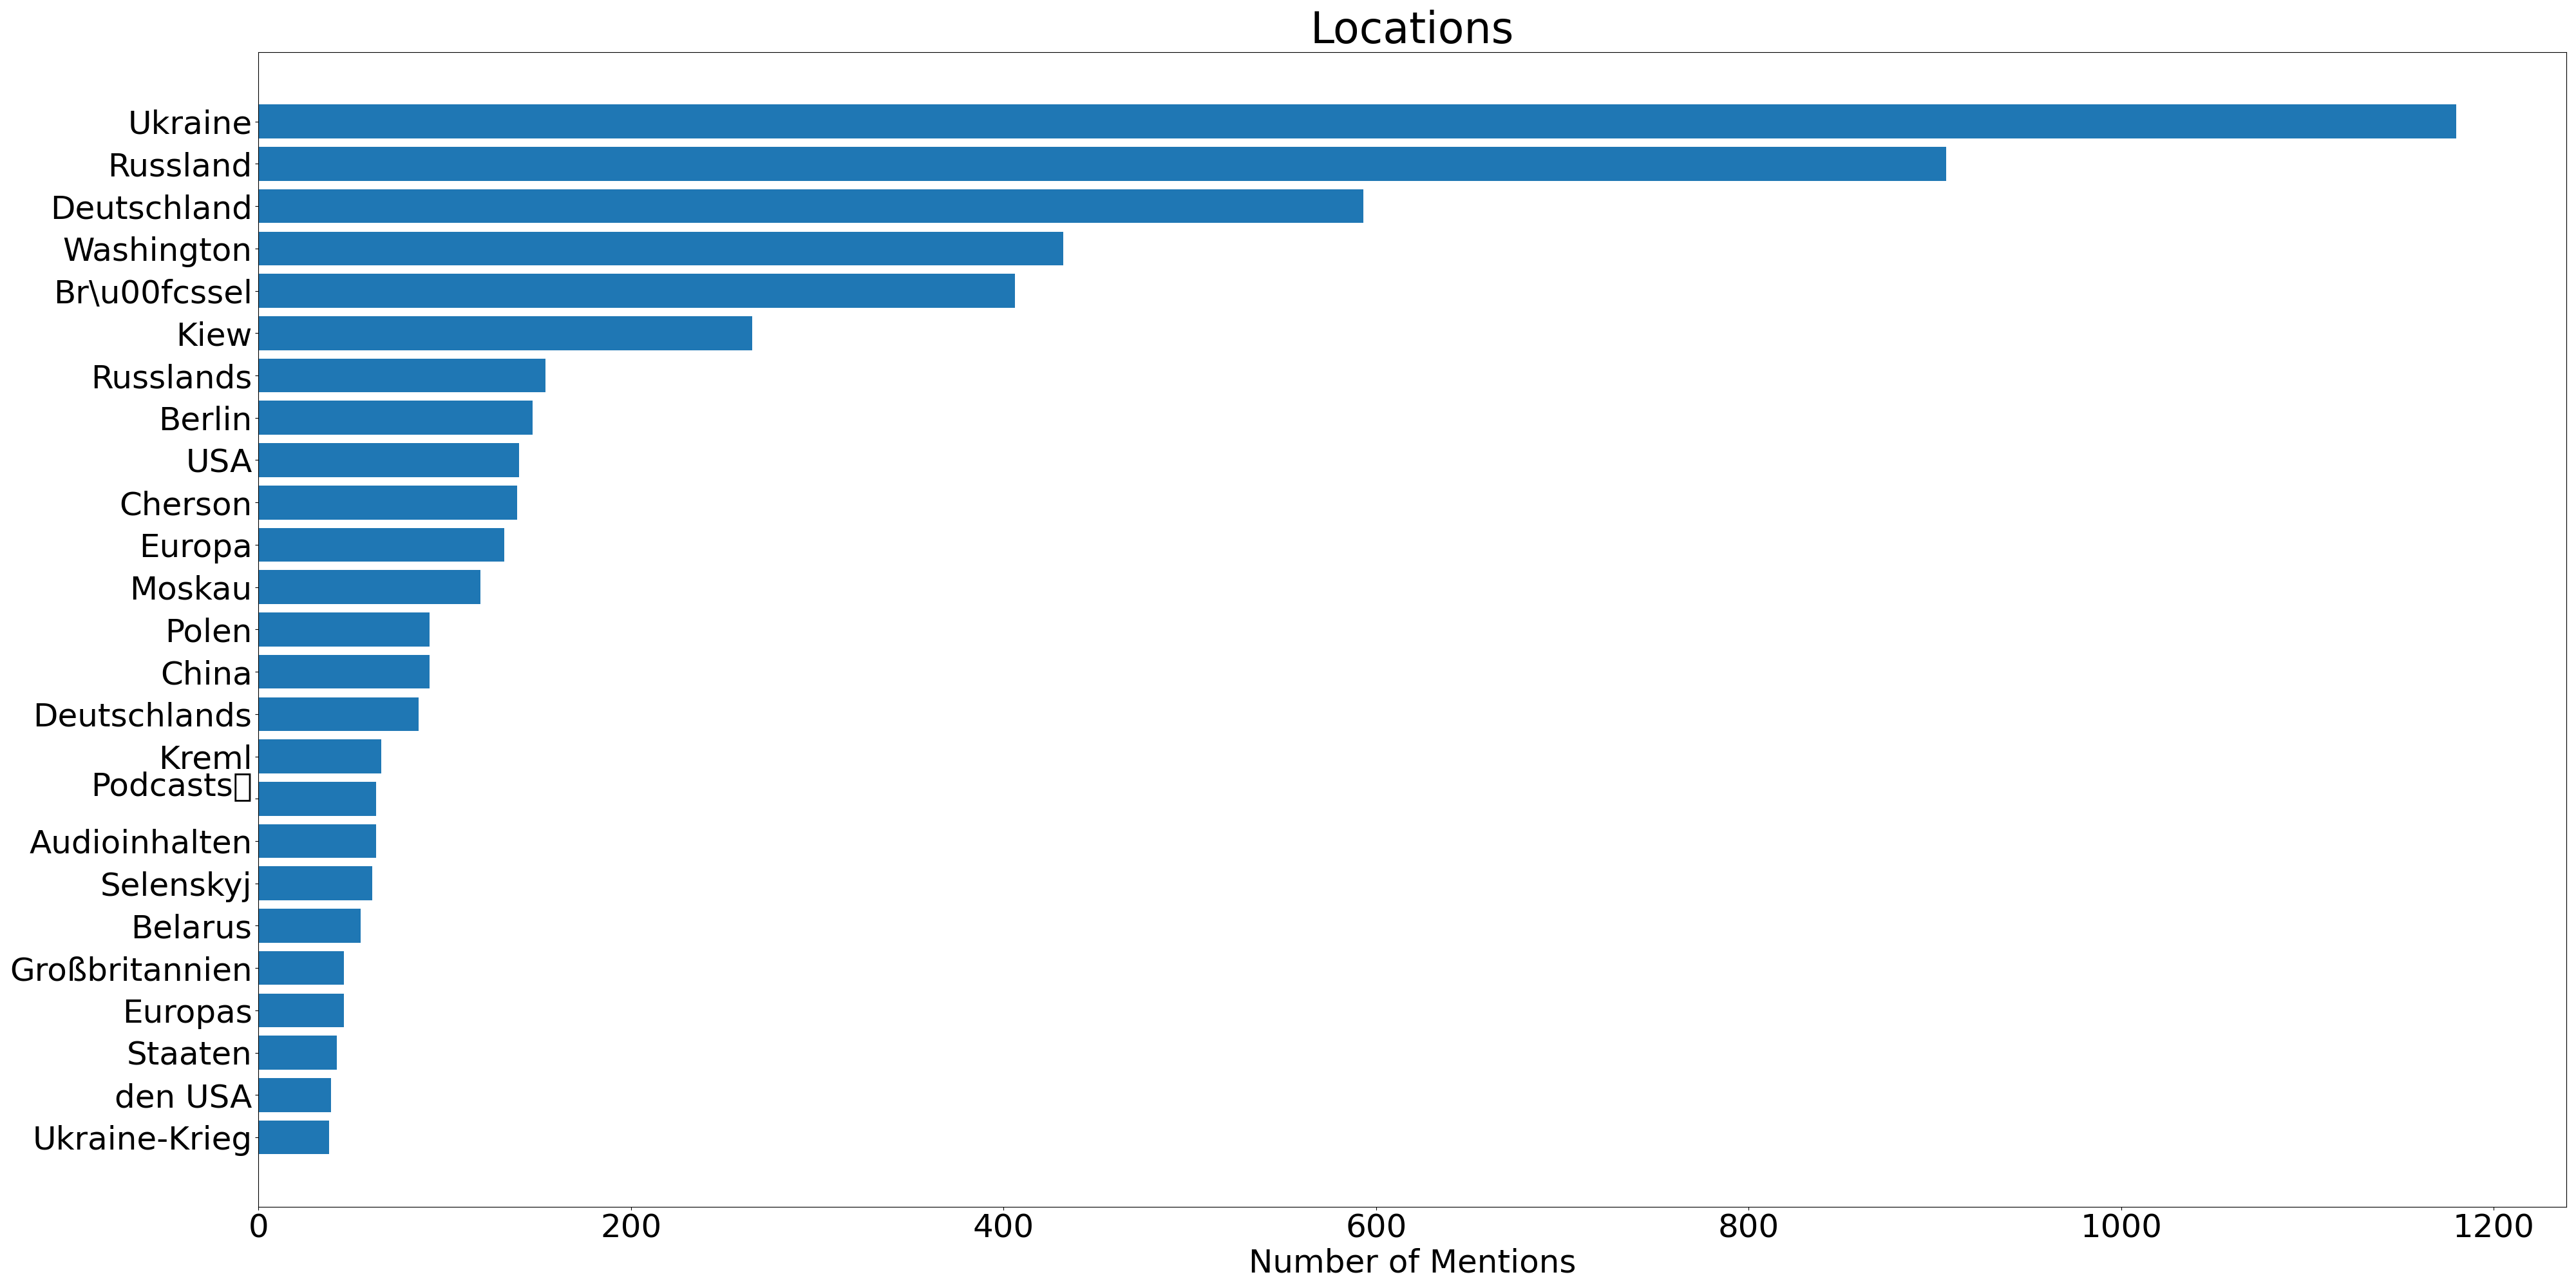 Locations
Ukraine
Russland
Deutschland
Washington
Br\u00fcssel
Kiew
Russlands
Berlin
USA
Cherson
Europa
Moskau
Polen
China
Deutschlands
Kreml
Podcasts
Audioinhalten
Selenskyj
Belarus
Großbritannien
Europas
Staaten
den USA
Ukraine-Krieg
0 200 400 600 800 1000 1200
Number of Mentions